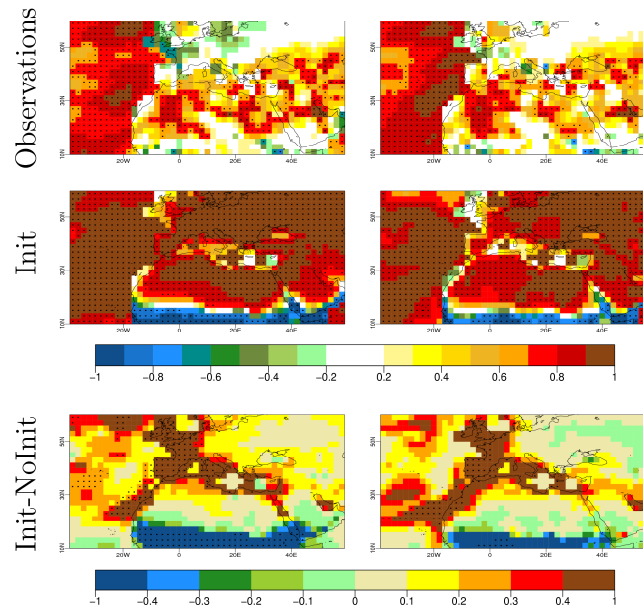 Observations
50N
30N
10N
20W 0 20E 40E
50N
30N
10N
20W 0 20E 40E
Init
50N
30N
10N
20W 0 20E 40E
50N
30N
10N
20W 0 20E 40E
-1 -0.8 -0.6 -0.4 -0.2 0.2 0.4 0.6 0.8 1
Init-NoInit
50N
30N
10N
20W 0 20E 40E
50N
30N
10N
20W 0 20E 40E
-1 -0.4 -0.3 -0.2 -0.1 0 0.1 0.2 0.3 0.4 1